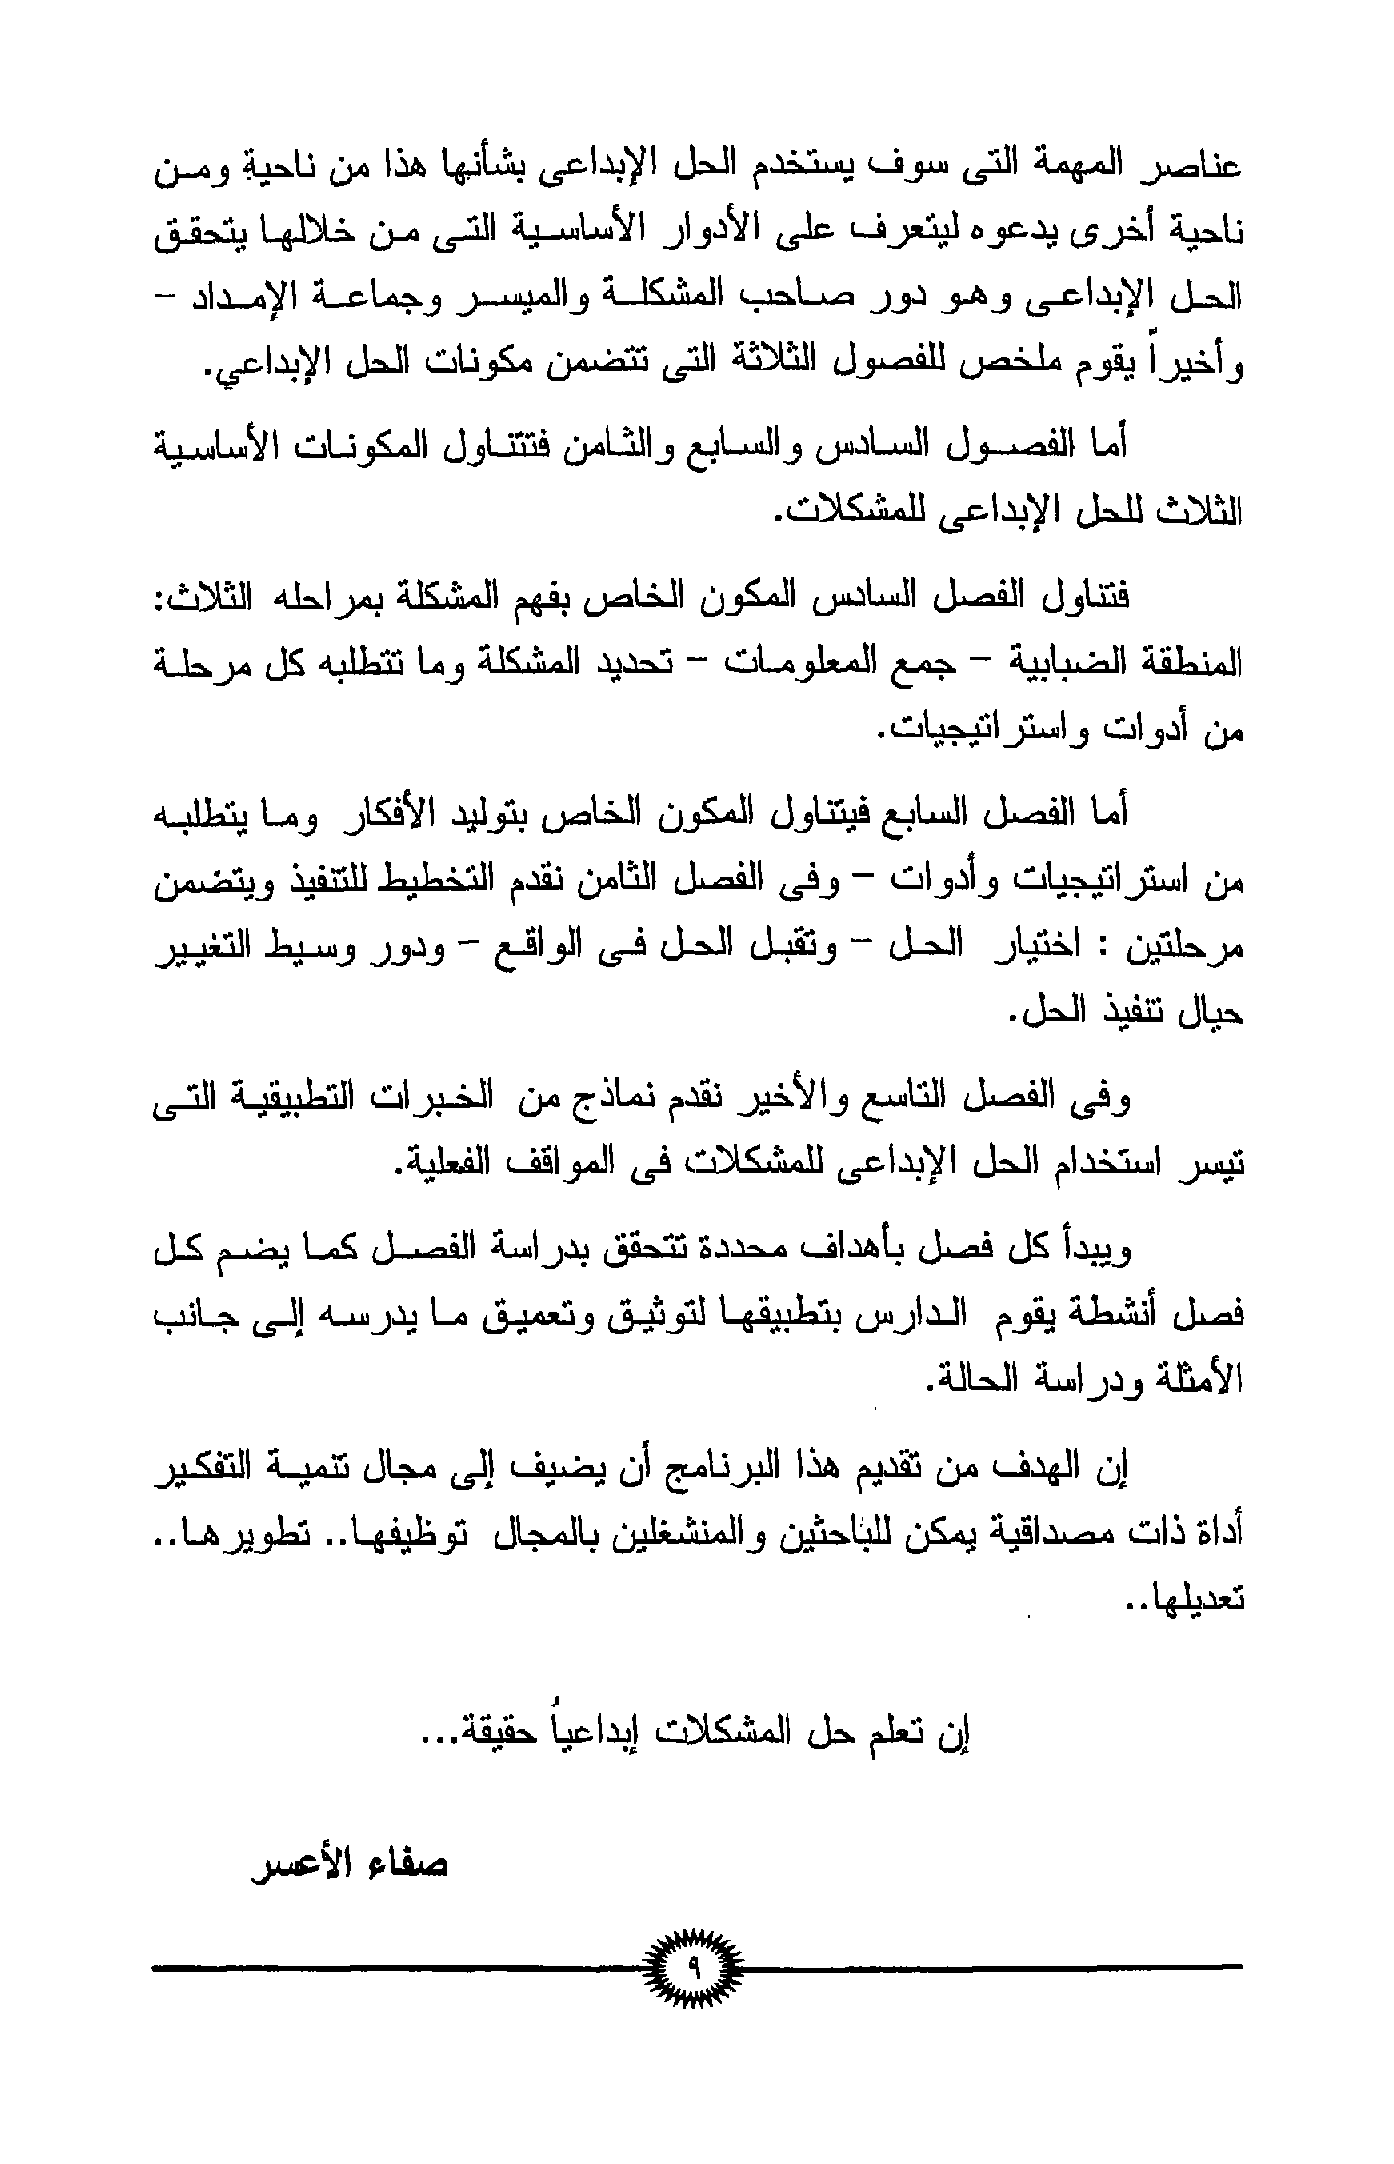 عناصر المهمة التى سوف يستخدم الحل الإبداعى بشأنها هذا من ناحية ومن
ناحية أخرى يدعوه ليتعرف على الأدوار الأساسية التى من خلالها يتحقق
الحل الإبداعى وهو دور صاحب المشكلة والميسر وجماعة الإمداد –
وأخيراً يقوم ملخص للفصول الثلاثة التى تتضمن مكونات الحل الإبداعي.
أما الفصول السادس والسابع والثامن فتتناول المكونات الأساسية
الثلاث للحل الإبداعى للمشكلات.
فتناول الفصل السادس المكون الخاص بفهم المشكلة بمراحله الثلاث:
المنطقة الضبابية – جمع المعلومات – تحديد المشكلة وما تتطلبه كل مرحلة
من أدوات واستراتيجيات.
أما الفصل السابع فيتناول المكون الخاص بتوليد الأفكار وما يتطلبه
من استراتيجيات وأدوات – وفى الفصل الثامن نقدم التخطيط للتنفيذ ويتضمن
مرحلتين : اختيار الحل – وتقبل الحل فى الواقع – ودور وسيط التغيير
حيال تنفيذ الحل.
وفى الفصل التاسع والأخير نقدم نماذج من الخبرات التطبيقية التى
تيسر استخدام الحل الإبداعى للمشكلات فى المواقف الفعلية.
ويبدأ كل فصل بأهداف محددة تتحقق بدراسة الفصل كما يضم كل
فصل أنشطة يقوم الدارس بتطبيقها لتوثيق وتعميق ما يدرسه إلى جانب
الأمثلة ودراسة الحالة.
إن الهدف من تقديم هذا البرنامج أن يضيف إلى مجال تنمية التفكير
أداة ذات مصداقية يمكن للباحثين والمنشغلين بالمجال توظيفها.. تطويرها..
تعديلها..
إن تعلم حل المشكلات إبداعياً حقيقة...
صفاء الأعسر
٩